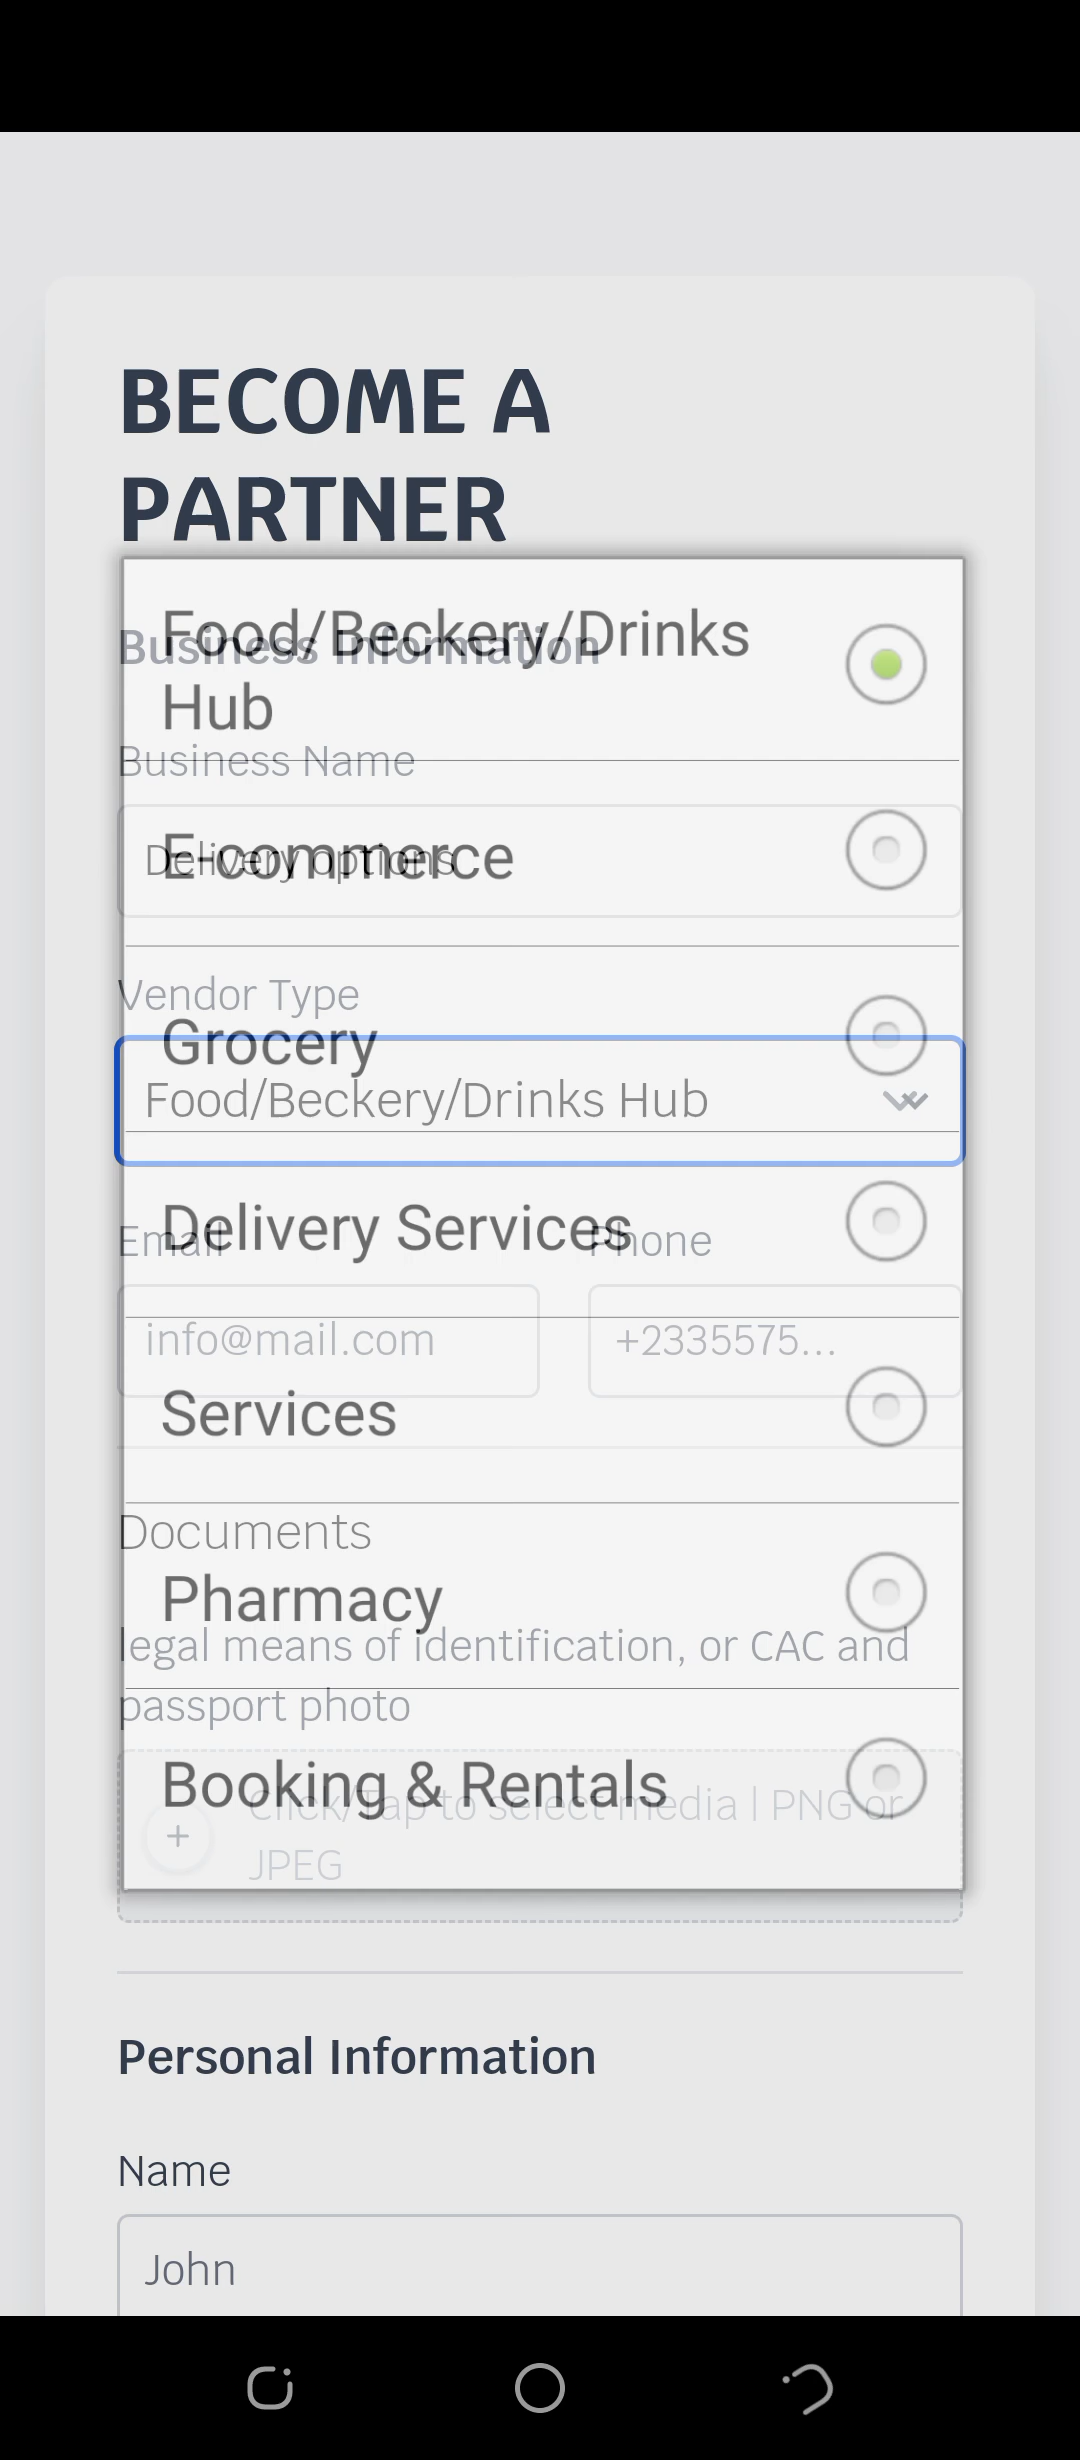 BECOME A
PARTNER
Business Information
Food/Beckery/Drinks
Hub
Business Name
Delivery options
E-commerce
Vendor Type
Grocery
Food/Beckery/Drinks Hub
Delivery Services
Email
Phone
info@mail.com
+2335575...
Services
Documents
Pharmacy
legal means of identification, or CAC and
passport photo
Booking & Rentals
Click/Tap to select media | PNG or
JPEG
Personal Information
Name
John